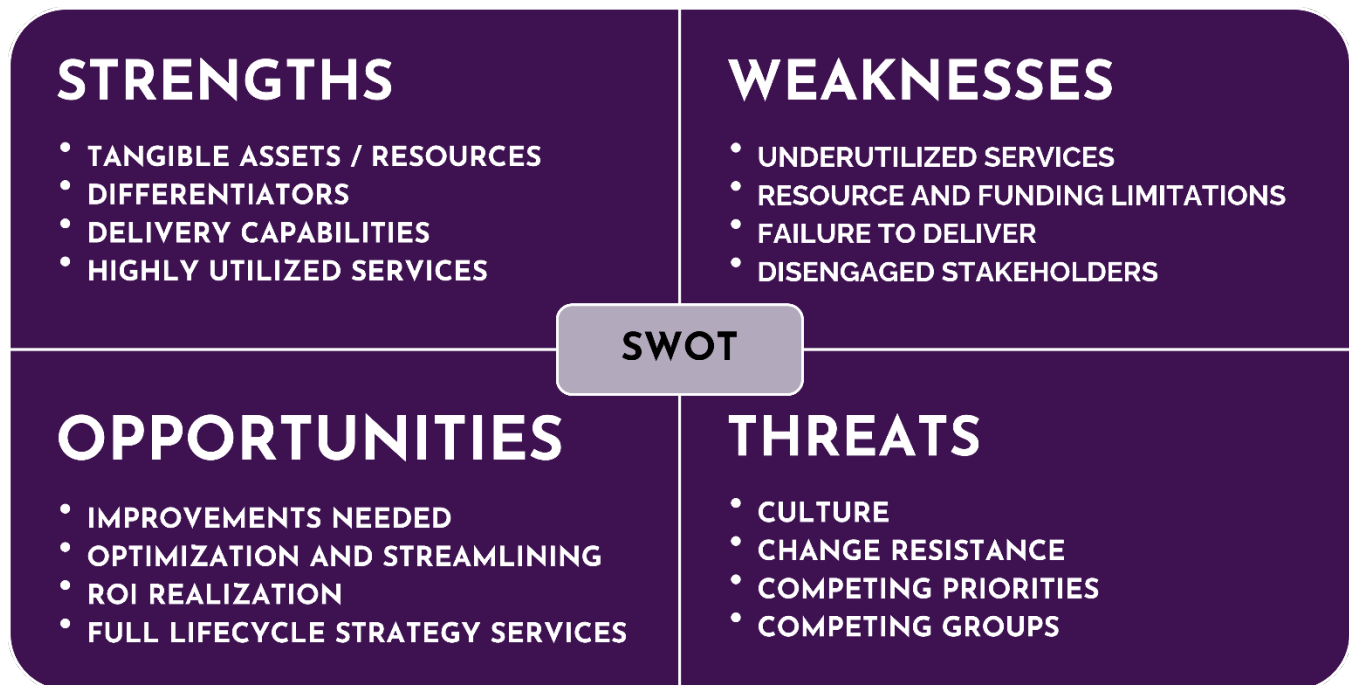 STRENGTHS
• TANGIBLE ASSETS / RESOURCES
• DIFFERENTIATORS
• DELIVERY CAPABILITIES
• HIGHLY UTILIZED SERVICES
WEAKNESSES
• UNDERUTILIZED SERVICES
• RESOURCE AND FUNDING LIMITATIONS
• FAILURE TO DELIVER
• DISENGAGED STAKEHOLDERS
SWOT
OPPORTUNITIES
• IMPROVEMENTS NEEDED
• OPTIMIZATION AND STREAMLINING
• ROI REALIZATION
• FULL LIFECYCLE STRATEGY SERVICES
THREATS
• CULTURE
• CHANGE RESISTANCE
• COMPETING PRIORITIES
• COMPETING GROUPS